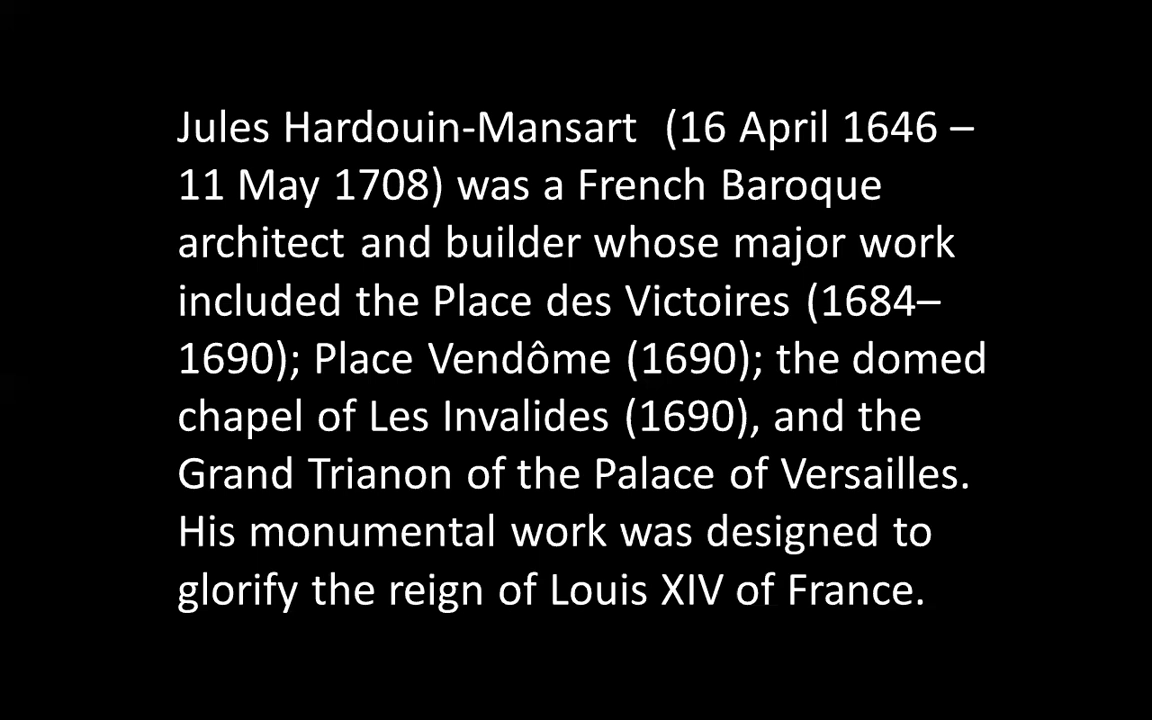 Jules Hardouin-Mansart  (16 April 1646 –
11 May 1708) was a French Baroque
architect and builder whose major work
included the Place des Victoires (1684–
1690); Place Vendôme (1690); the domed
chapel of Les Invalides (1690), and the
Grand Trianon of the Palace of Versailles.
His monumental work was designed to
glorify the reign of Louis XIV of France.